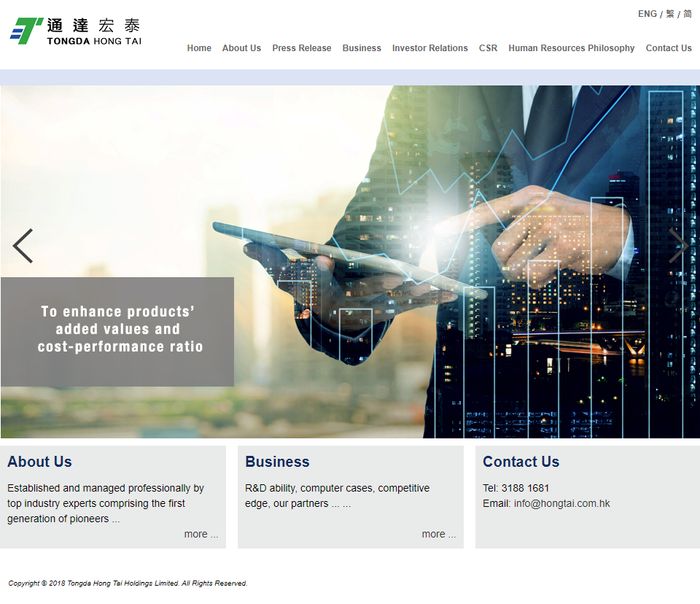 通達宏泰
TONGDA HONG TAI
ENG / 繁 / 简
Home About Us Press Release Business Investor Relations CSR Human Resources Philosophy Contact Us
To enhance products'
added values and
cost-performance ratio
About Us
Established and managed professionally by
top industry experts comprising the first
generation of pioneers ...
more ...
Business
R&D ability, computer cases, competitive
edge, our partners ... ...
more ...
Contact Us
Tel: 3188 1681
Email: info@hongtai.com.hk
Copyright © 2018 Tongda Hong Tai Holdings Limited. All Rights Reserved.